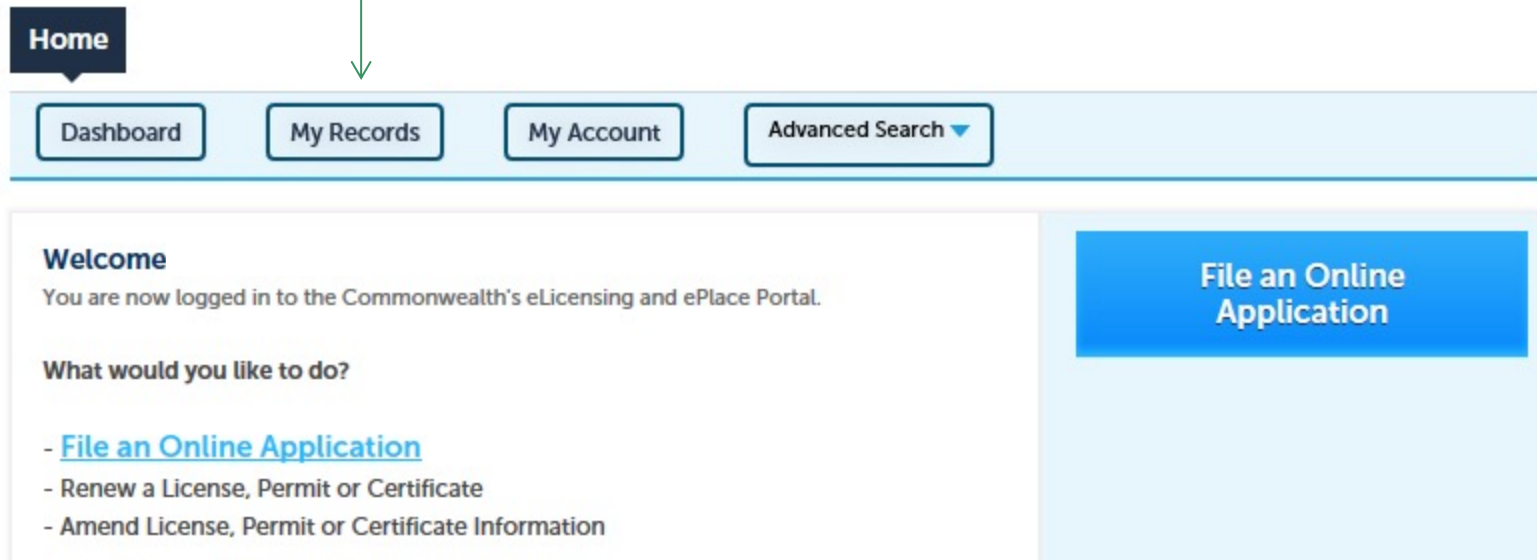 Home
Dashboard My Records My Account Advanced Search
Welcome
You are now logged in to the Commonwealth's eLicensing and ePlace Portal.
What would you like to do?
- File an Online Application
- Renew a License, Permit or Certificate
- Amend License, Permit or Certificate Information
File an Online
Application